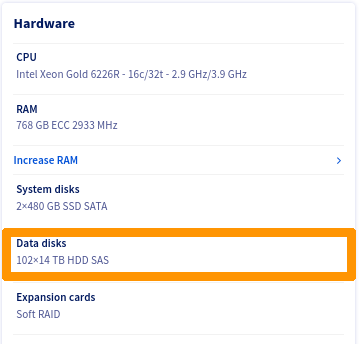 Hardware
CPU
Intel Xeon Gold 6226R - 16c/32t - 2.9 GHz/3.9 GHz
RAM
768 GB ECC 2933 MHz
Increase RAM
System disks
2×480 GB SSD SATA
Data disks
102×14 TB HDD SAS
Expansion cards
Soft RAID